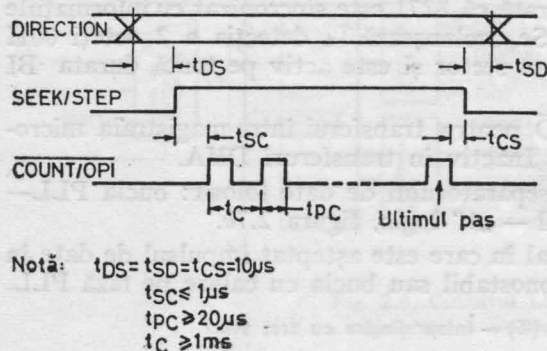 DIRECTION
tDS
tSD
SEEK/STEP
tSC
tCS
COUNT/OPI
tC
tPC
Ultimul pas
Notă: tDS = tSD = tCS = 10µs
tSC ≤ 1µs
tPC ≥ 20µs
tC ≥ 1ms